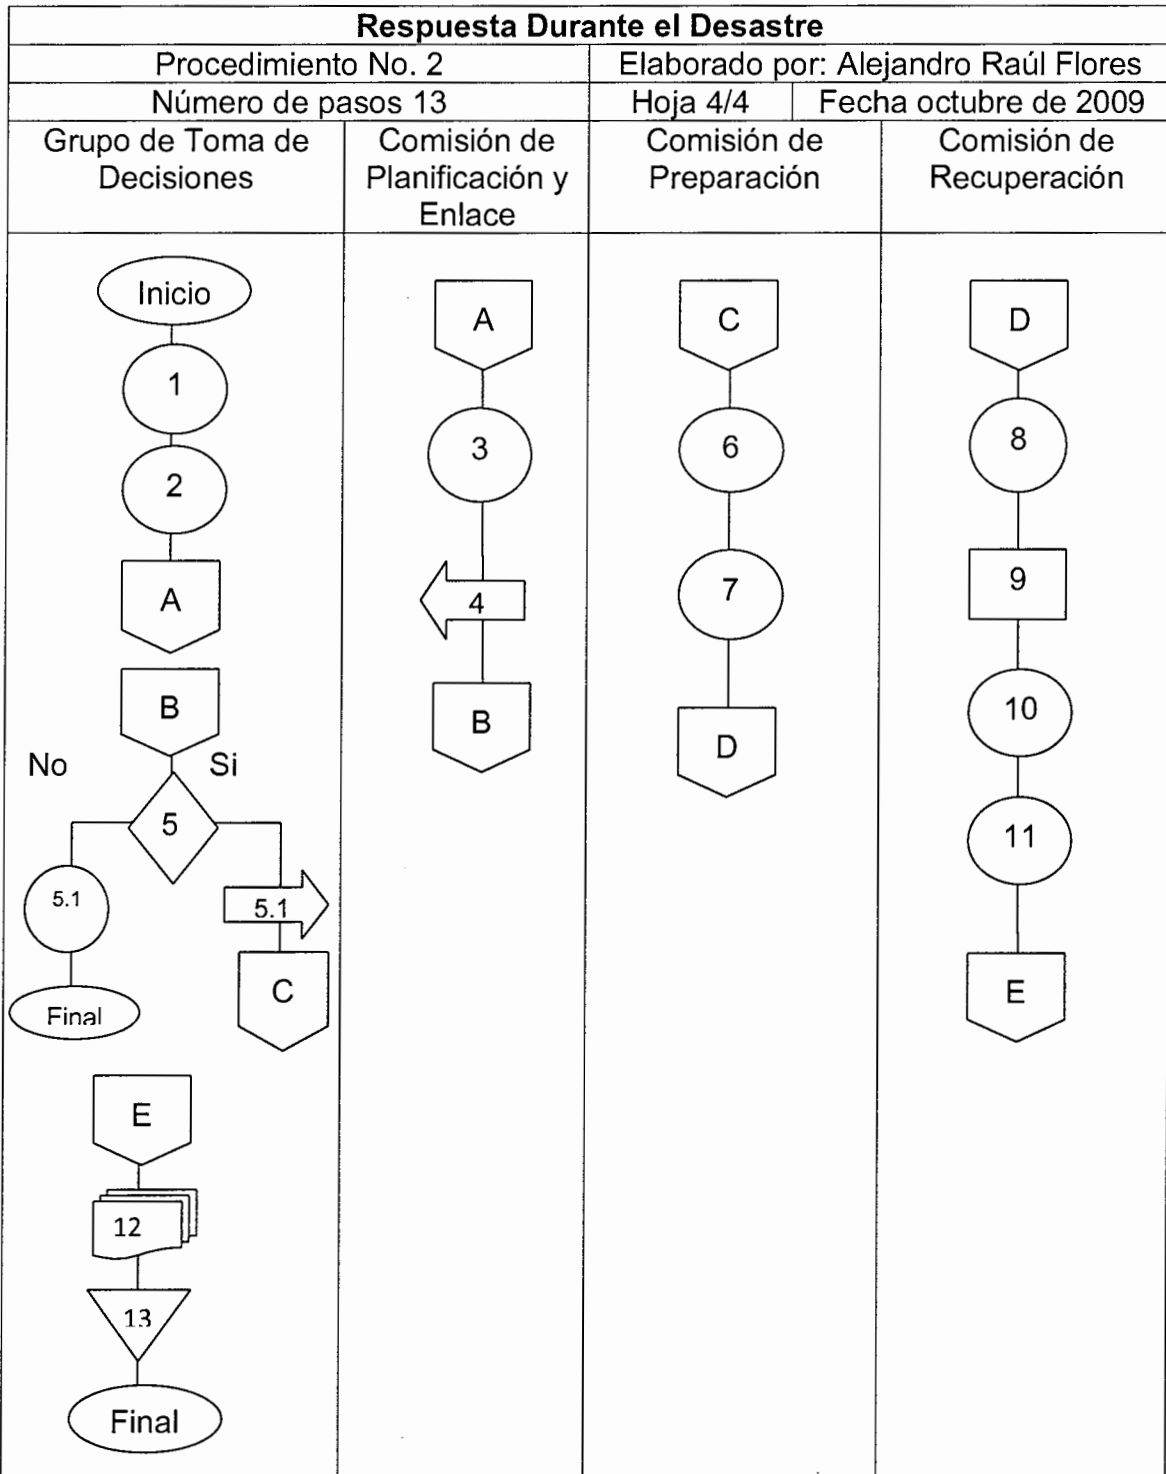 Respuesta Durante el Desastre
Procedimiento No. 2
Elaborado por: Alejandro Raúl Flores
Número de pasos 13
Hoja 4/4
Fecha octubre de 2009
Grupo de Toma de
Decisiones
Comisión de
Planificación y
Enlace
Comisión de
Preparación
Comisión de
Recuperación
Inicio
1
2
A
B
No
Si
5
5.1
5.1
Final
C
E
12
13
Final
A
3
4
B
C
6
7
D
D
8
9
10
11
E